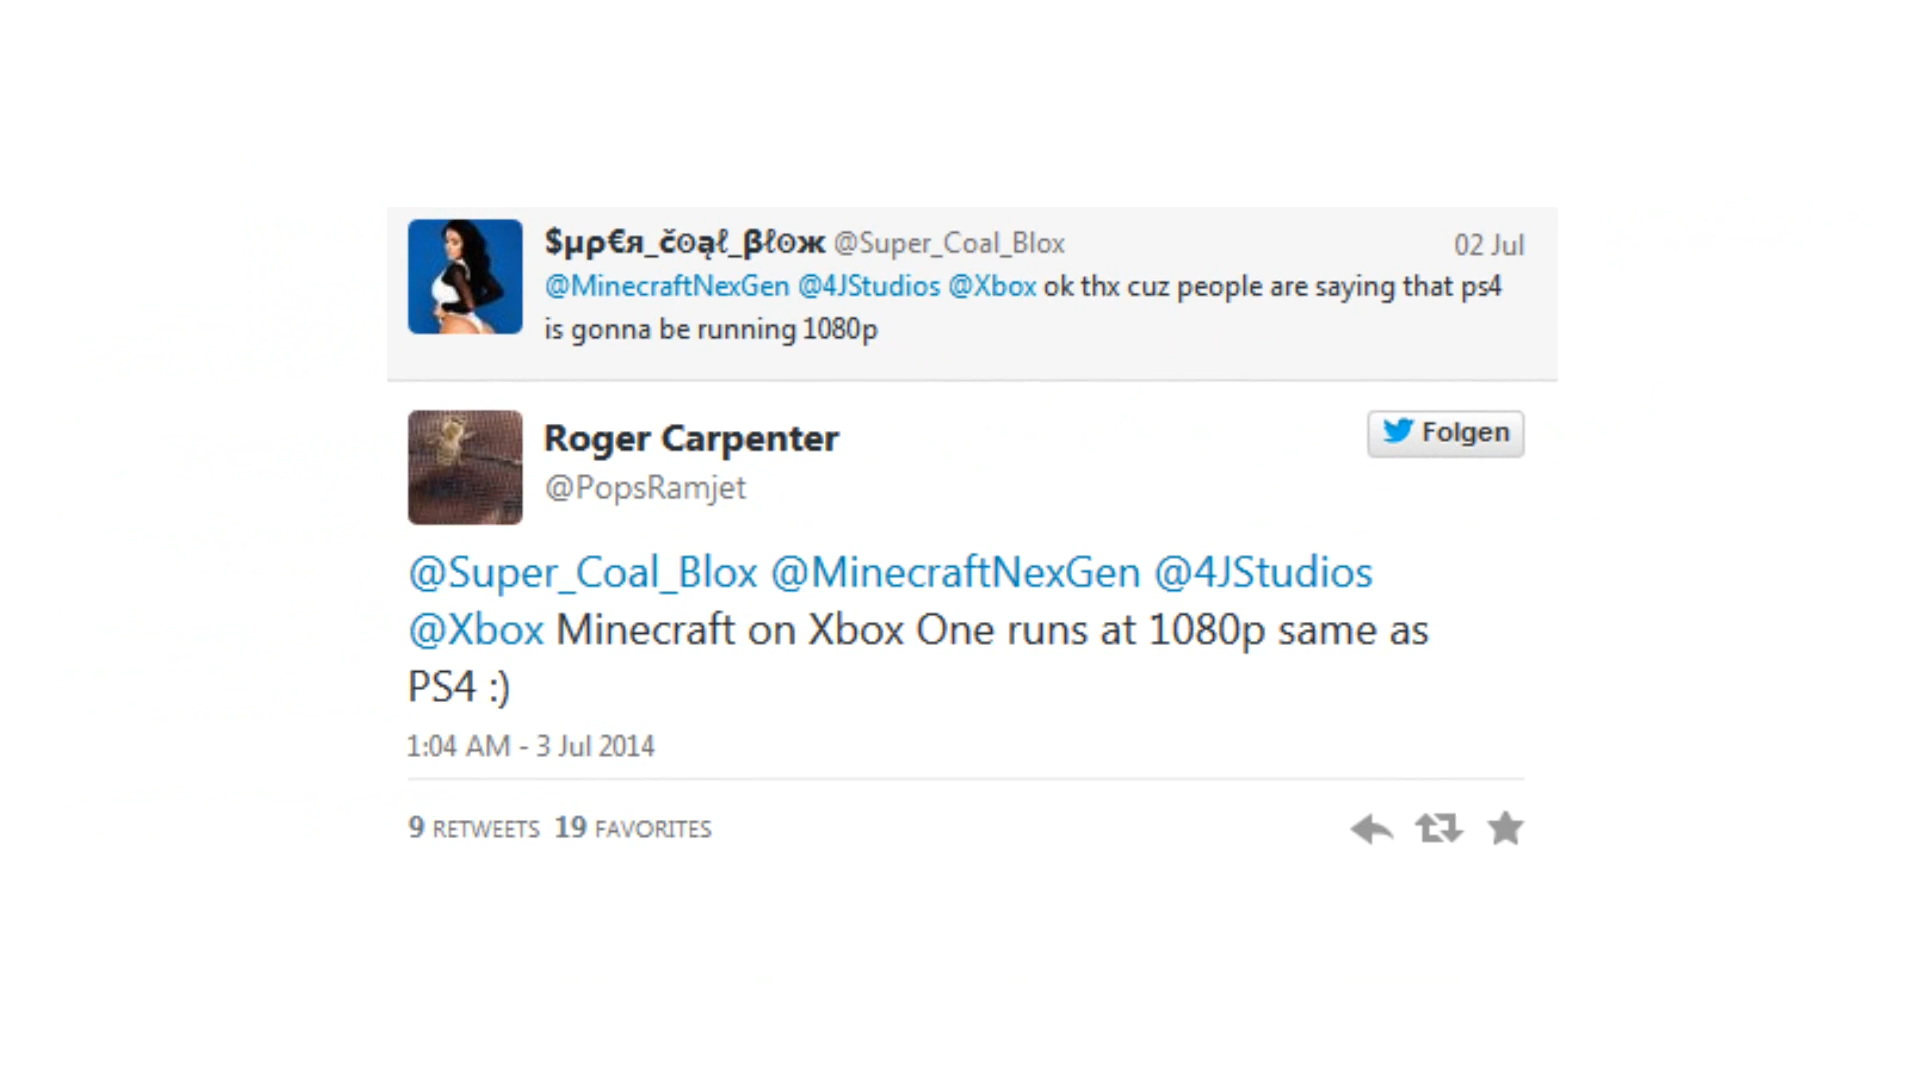 $µρ€я_čʘąℓ_βℓʘж @Super_Coal_Blox 02 Jul
@MinecraftNexGen @4JStudios @Xbox ok thx cuz people are saying that ps4
is gonna be running 1080p
Roger Carpenter Folgen
@PopsRamjet
@Super_Coal_Blox @MinecraftNexGen @4JStudios
@Xbox Minecraft on Xbox One runs at 1080p same as
PS4 :)
1:04 AM - 3 Jul 2014
9 RETWEETS 19 FAVORITES